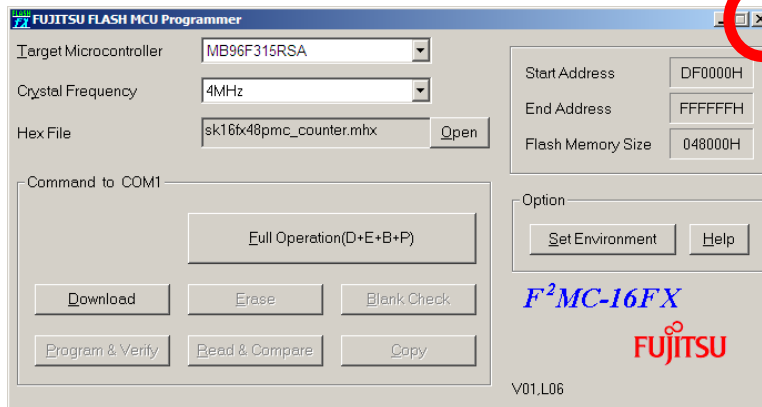 FLASH FX FUJITSU FLASH MCU Programmer
Target Microcontroller MB96F315RSA
Crystal Frequency 4MHz
Hex File sk16fx48pmc_counter.mhx Open
Start Address DF0000H
End Address FFFFFFH
Flash Memory Size 048000H
Command to COM1
Full Operation(D+E+B+P)
Download Erase Blank Check
Program & Verify Read & Compare Copy
Option
Set Environment Help
F²MC-16FX
FUJITSU
V01,L06